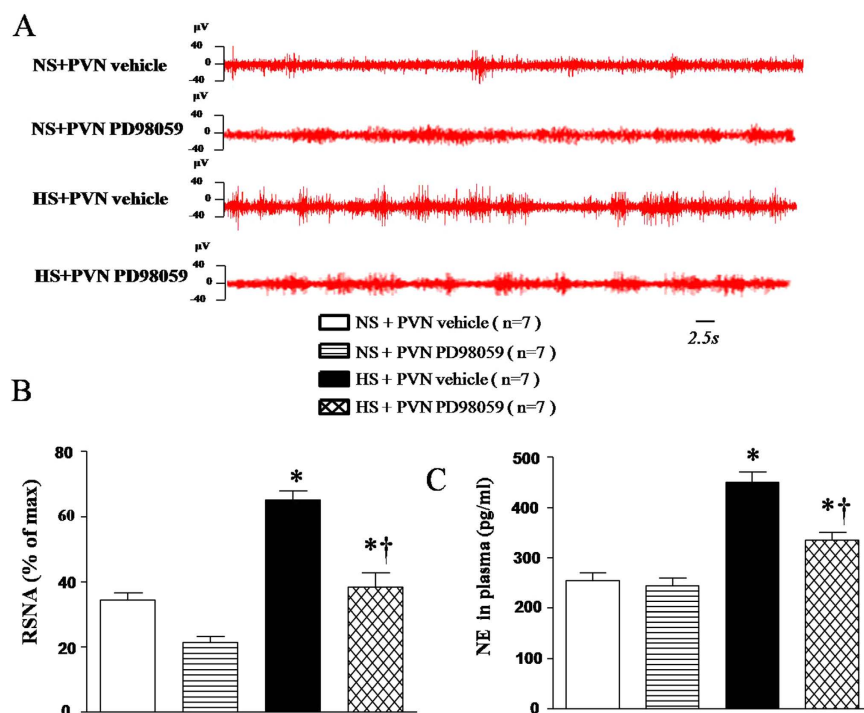 A
μV
40
0
-40
NS+PVN vehicle
μV
40
0
-40
NS+PVN PD98059
μV
40
0
-40
HS+PVN vehicle
μV
40
0
-40
HS+PVN PD98059
2.5s
NS + PVN vehicle ( n=7 )
NS + PVN PD98059 ( n=7 )
HS + PVN vehicle ( n=7 )
HS + PVN PD98059 ( n=7 )
B
RSNA (% of max)
80
60
40
20
0
*
*†
C
NE in plasma (pg/ml)
500
400
300
200
100
0
*
*†